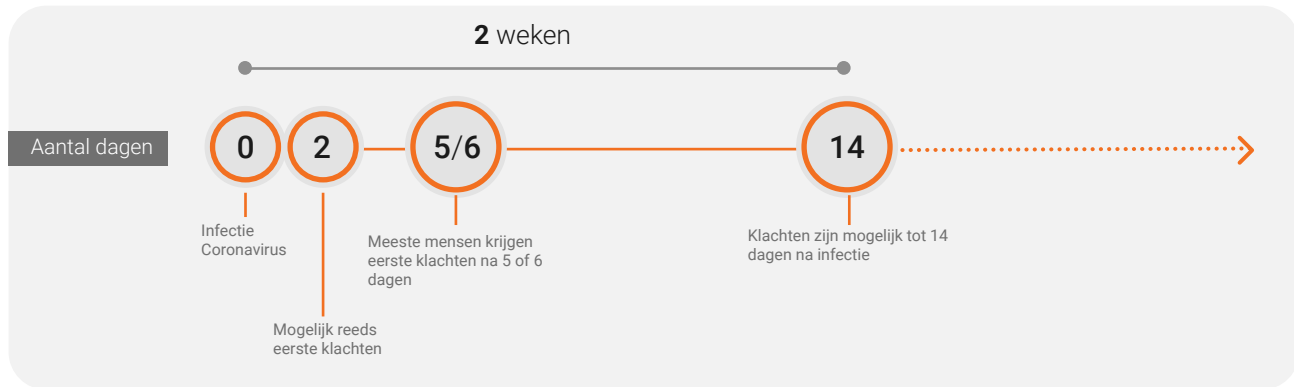 2 weken
Aantal dagen
0
2
5/6
14
Infectie
Coronavirus
Mogelijk reeds
eerste klachten
Meeste mensen krijgen
eerste klachten na 5 of 6
dagen
Klachten zijn mogelijk tot 14
dagen na infectie